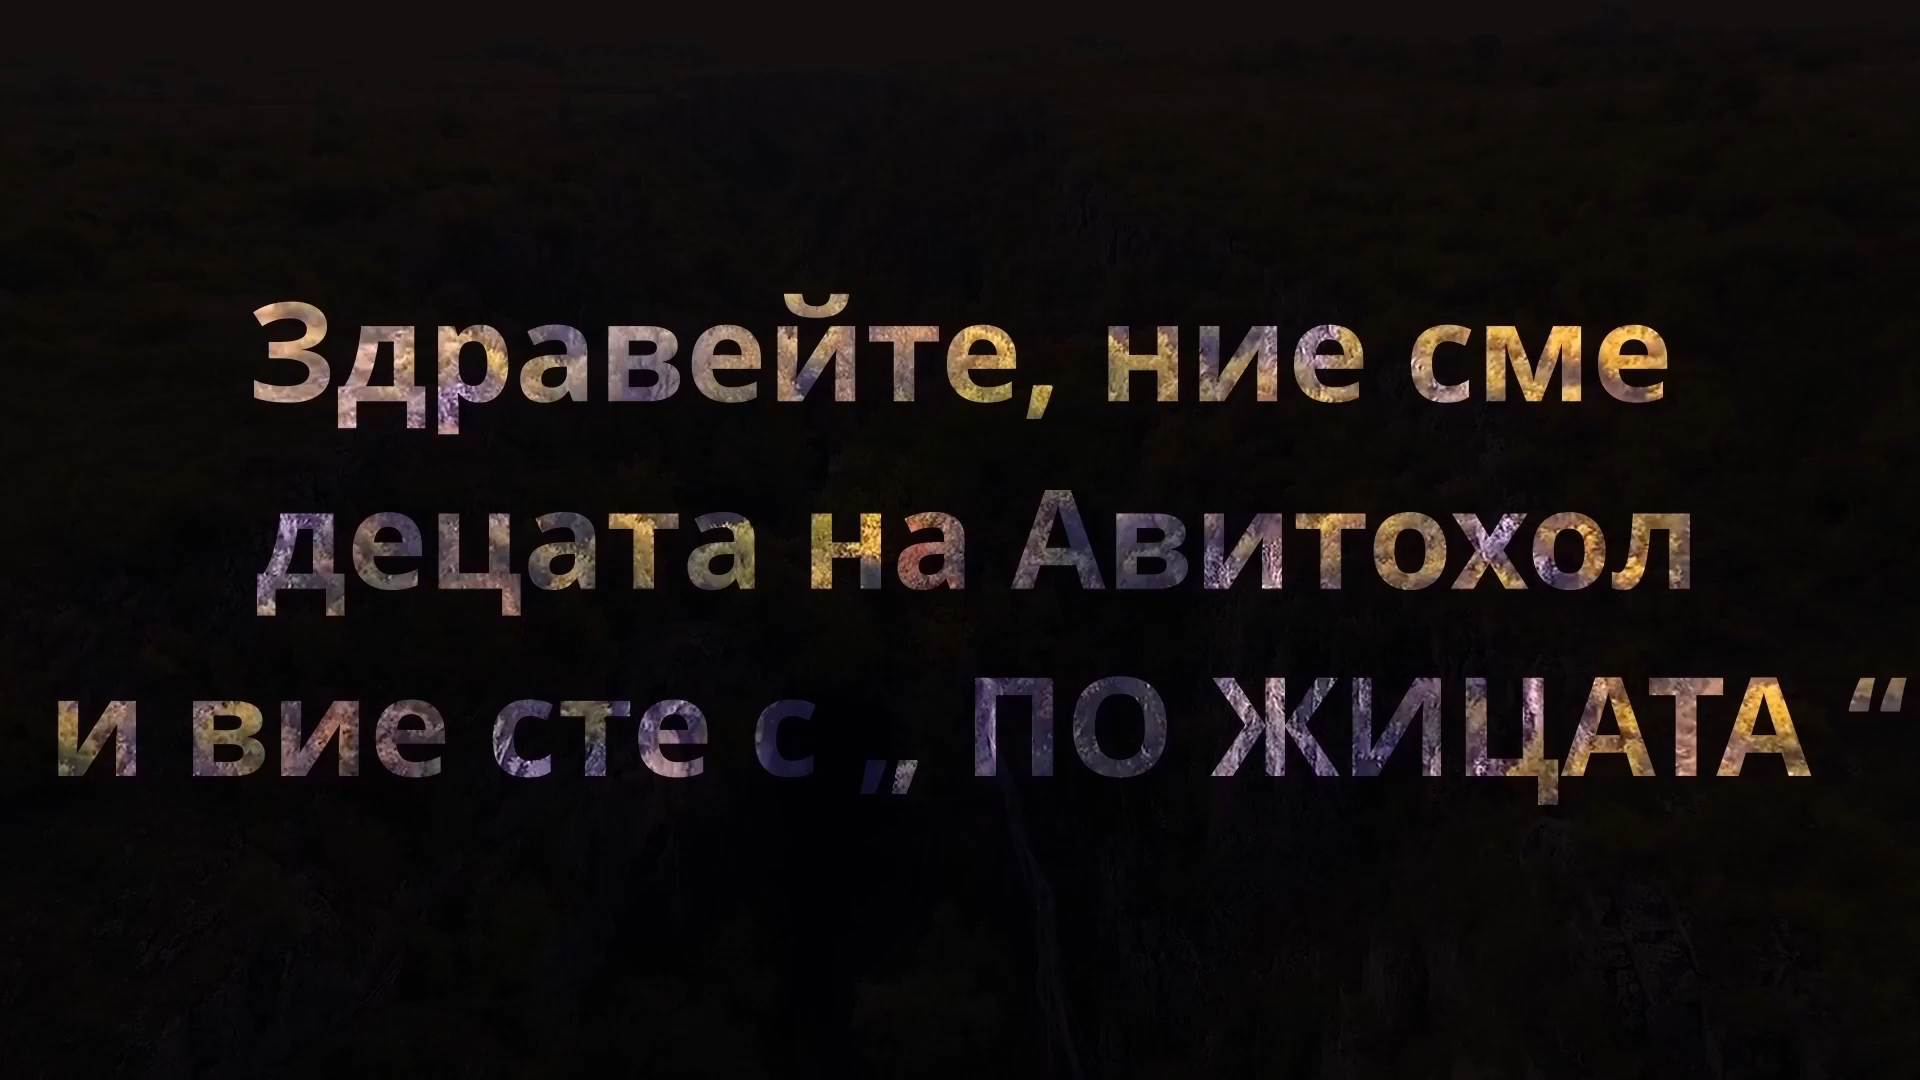 Здравейте, ние сме
децата на Авитохол
и вие сте с „ ПО ЖИЦАТА “